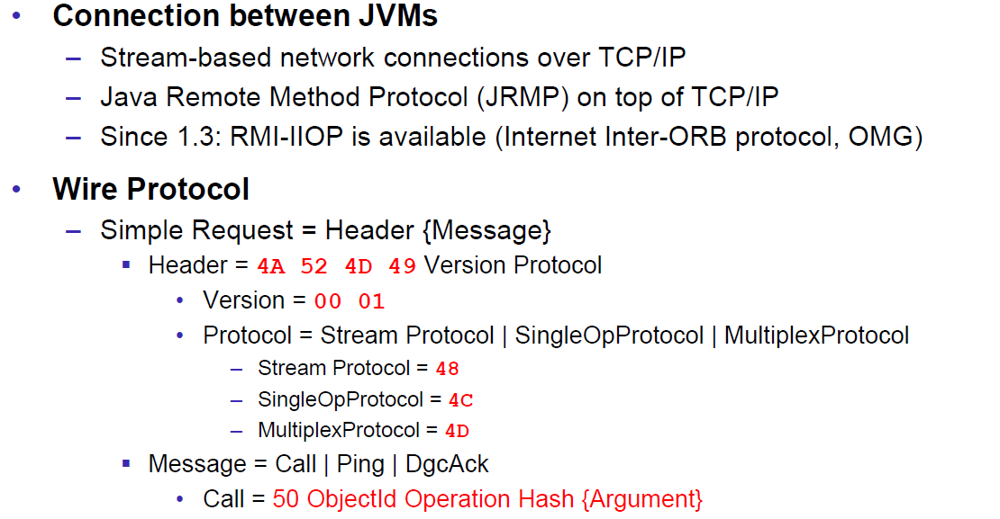 • Connection between JVMs
– Stream-based network connections over TCP/IP
– Java Remote Method Protocol (JRMP) on top of TCP/IP
– Since 1.3: RMI-IIOP is available (Internet Inter-ORB protocol, OMG)
• Wire Protocol
– Simple Request = Header {Message}
▪ Header = 4A 52 4D 49 Version Protocol
• Version = 00 01
• Protocol = Stream Protocol | SingleOpProtocol | MultiplexProtocol
– Stream Protocol = 48
– SingleOpProtocol = 4C
– MultiplexProtocol = 4D
▪ Message = Call | Ping | DgcAck
• Call = 50 ObjectId Operation Hash {Argument}